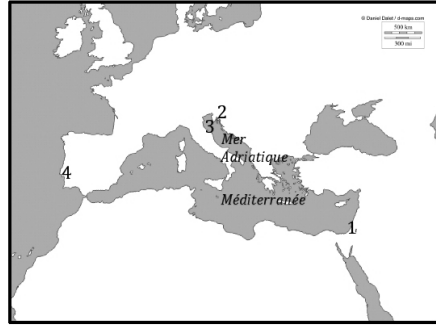 © Daniel Dalet / d-maps.com
500 km
300 mi
2
3
Mer
Adriatique
4
Méditerranée
1